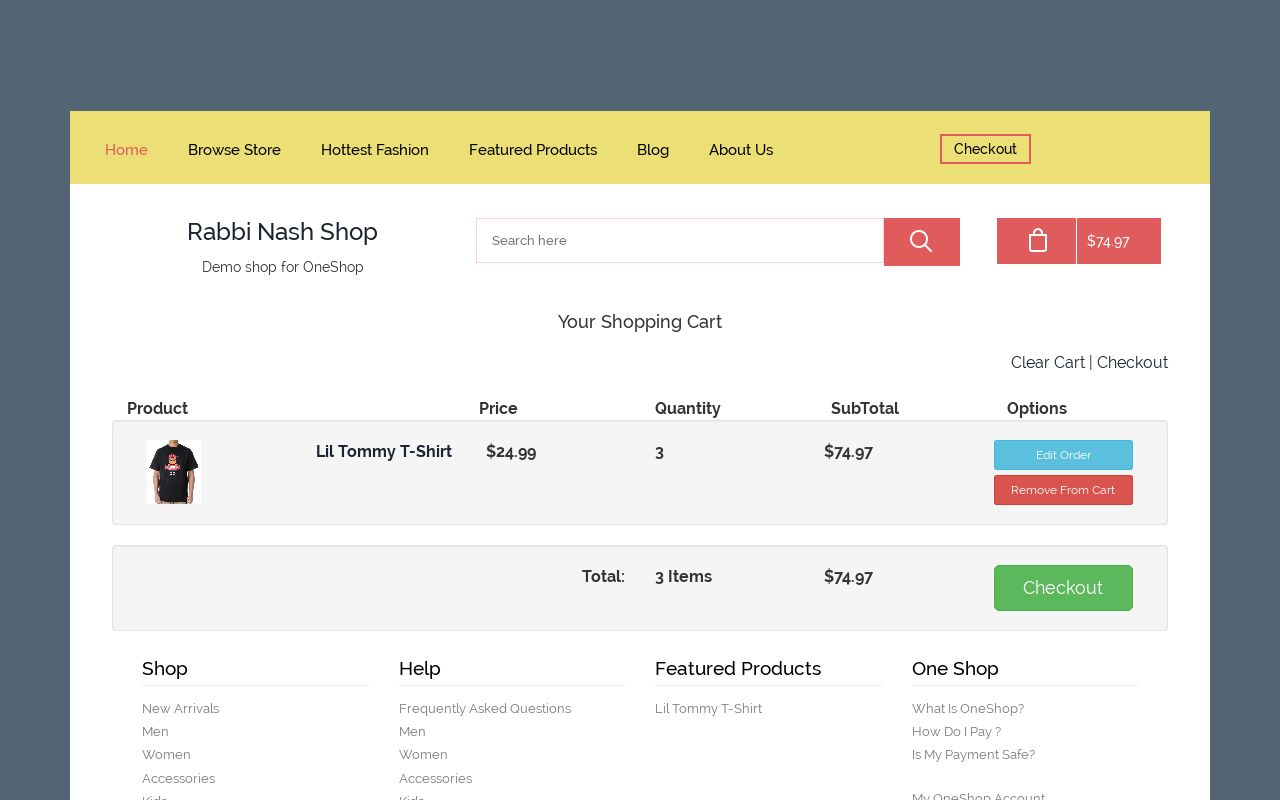 Home Browse Store Hottest Fashion Featured Products Blog About Us Checkout
Rabbi Nash Shop
Demo shop for OneShop
Search here
$74.97
Your Shopping Cart
Clear Cart | Checkout
Product Price Quantity SubTotal Options
Lil Tommy T-Shirt $24.99 3 $74.97 Edit Order
Remove From Cart
Total: 3 Items $74.97 Checkout
Shop Help Featured Products One Shop
New Arrivals Frequently Asked Questions Lil Tommy T-Shirt What Is OneShop?
Men Men How Do I Pay ?
Women Women Is My Payment Safe?
Accessories Accessories
Kids Kids My OneShop Account